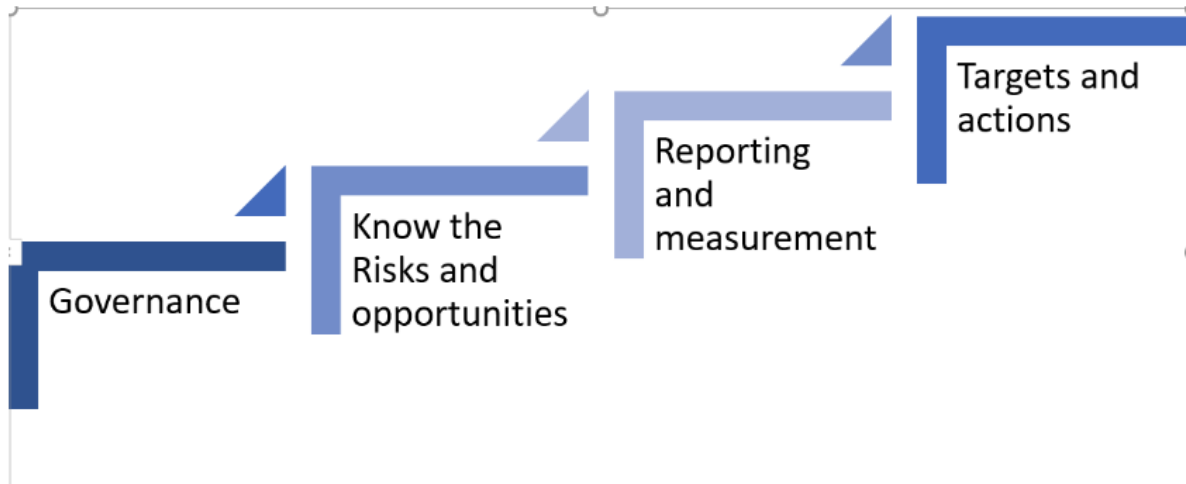 Governance
Know the
Risks and
opportunities
Reporting
and
measurement
Targets and
actions